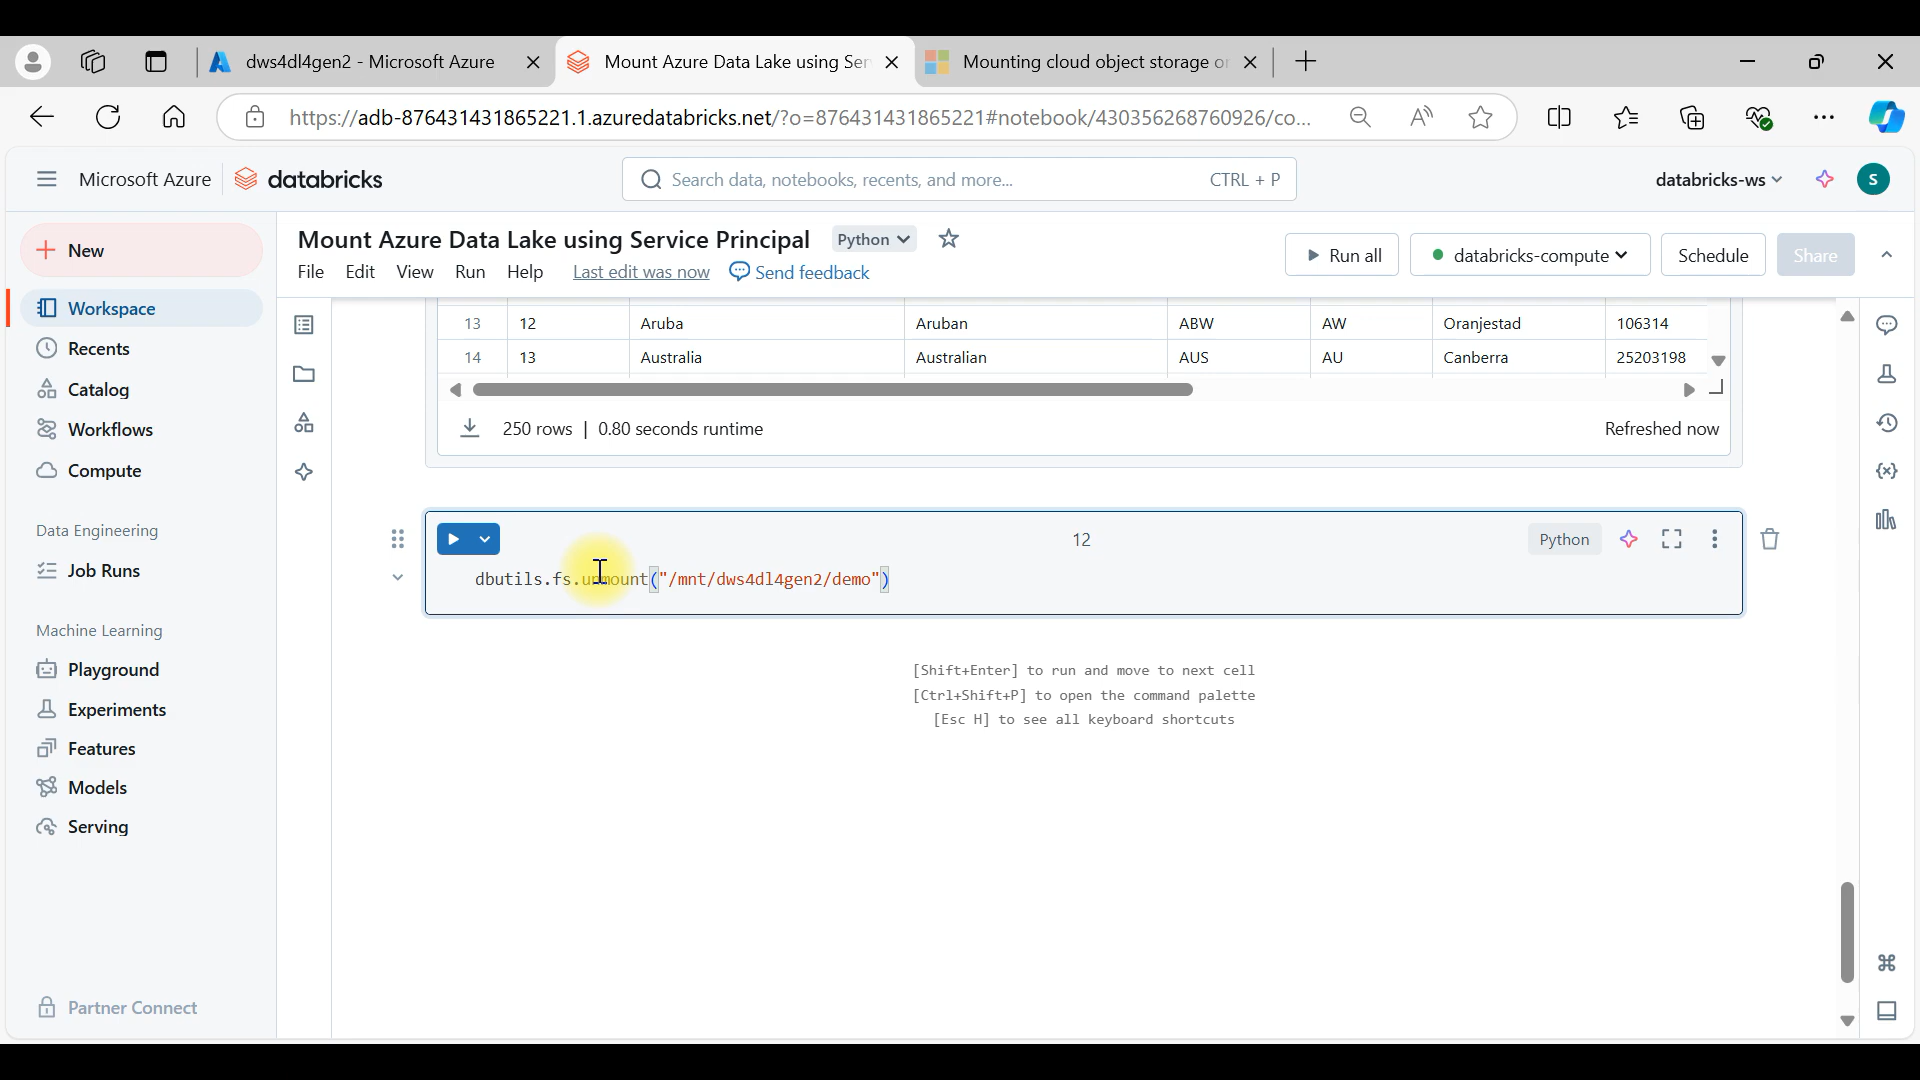 dws4dl4gen2 - Microsoft Azure
Mount Azure Data Lake using Ser
Mounting cloud object storage or
https://adb-876431431865221.1.azuredatabricks.net/?o=876431431865221#notebook/430356268760926/co...
Microsoft Azure
databricks
Search data, notebooks, recents, and more...
CTRL + P
databricks-ws
S
New
Workspace
Recents
Catalog
Workflows
Compute
Data Engineering
Job Runs
Machine Learning
Playground
Experiments
Features
Models
Serving
Partner Connect
Mount Azure Data Lake using Service Principal
Python
File Edit View Run Help Last edit was now Send feedback
Run all
databricks-compute
Schedule
Share
13 12 Aruba Aruban ABW AW Oranjestad 106314
14 13 Australia Australian AUS AU Canberra 25203198
250 rows | 0.80 seconds runtime
Refreshed now
12
Python
dbutils.fs.unmount("/mnt/dws4dl4gen2/demo")
[Shift+Enter] to run and move to next cell
[Ctrl+Shift+P] to open the command palette
[Esc H] to see all keyboard shortcuts